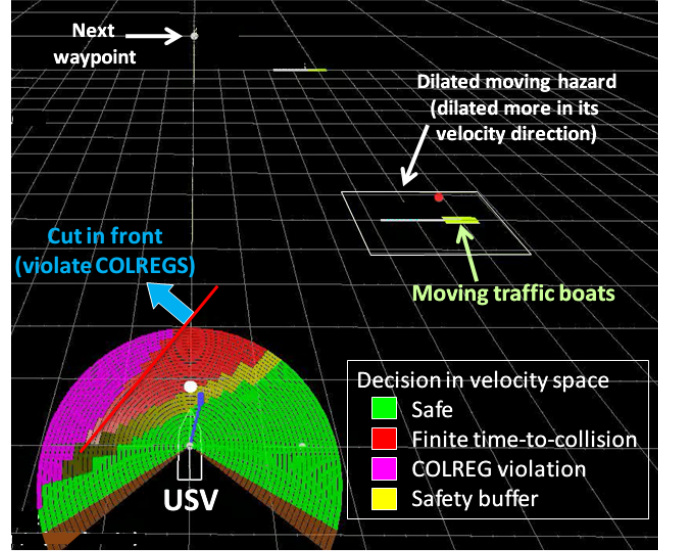 Next
waypoint
Dilated moving hazard
(dilated more in its
velocity direction)
Cut in front
(violate COLREGS)
Moving traffic boats
Decision in velocity space
Safe
Finite time-to-collision
COLREG violation
Safety buffer
USV